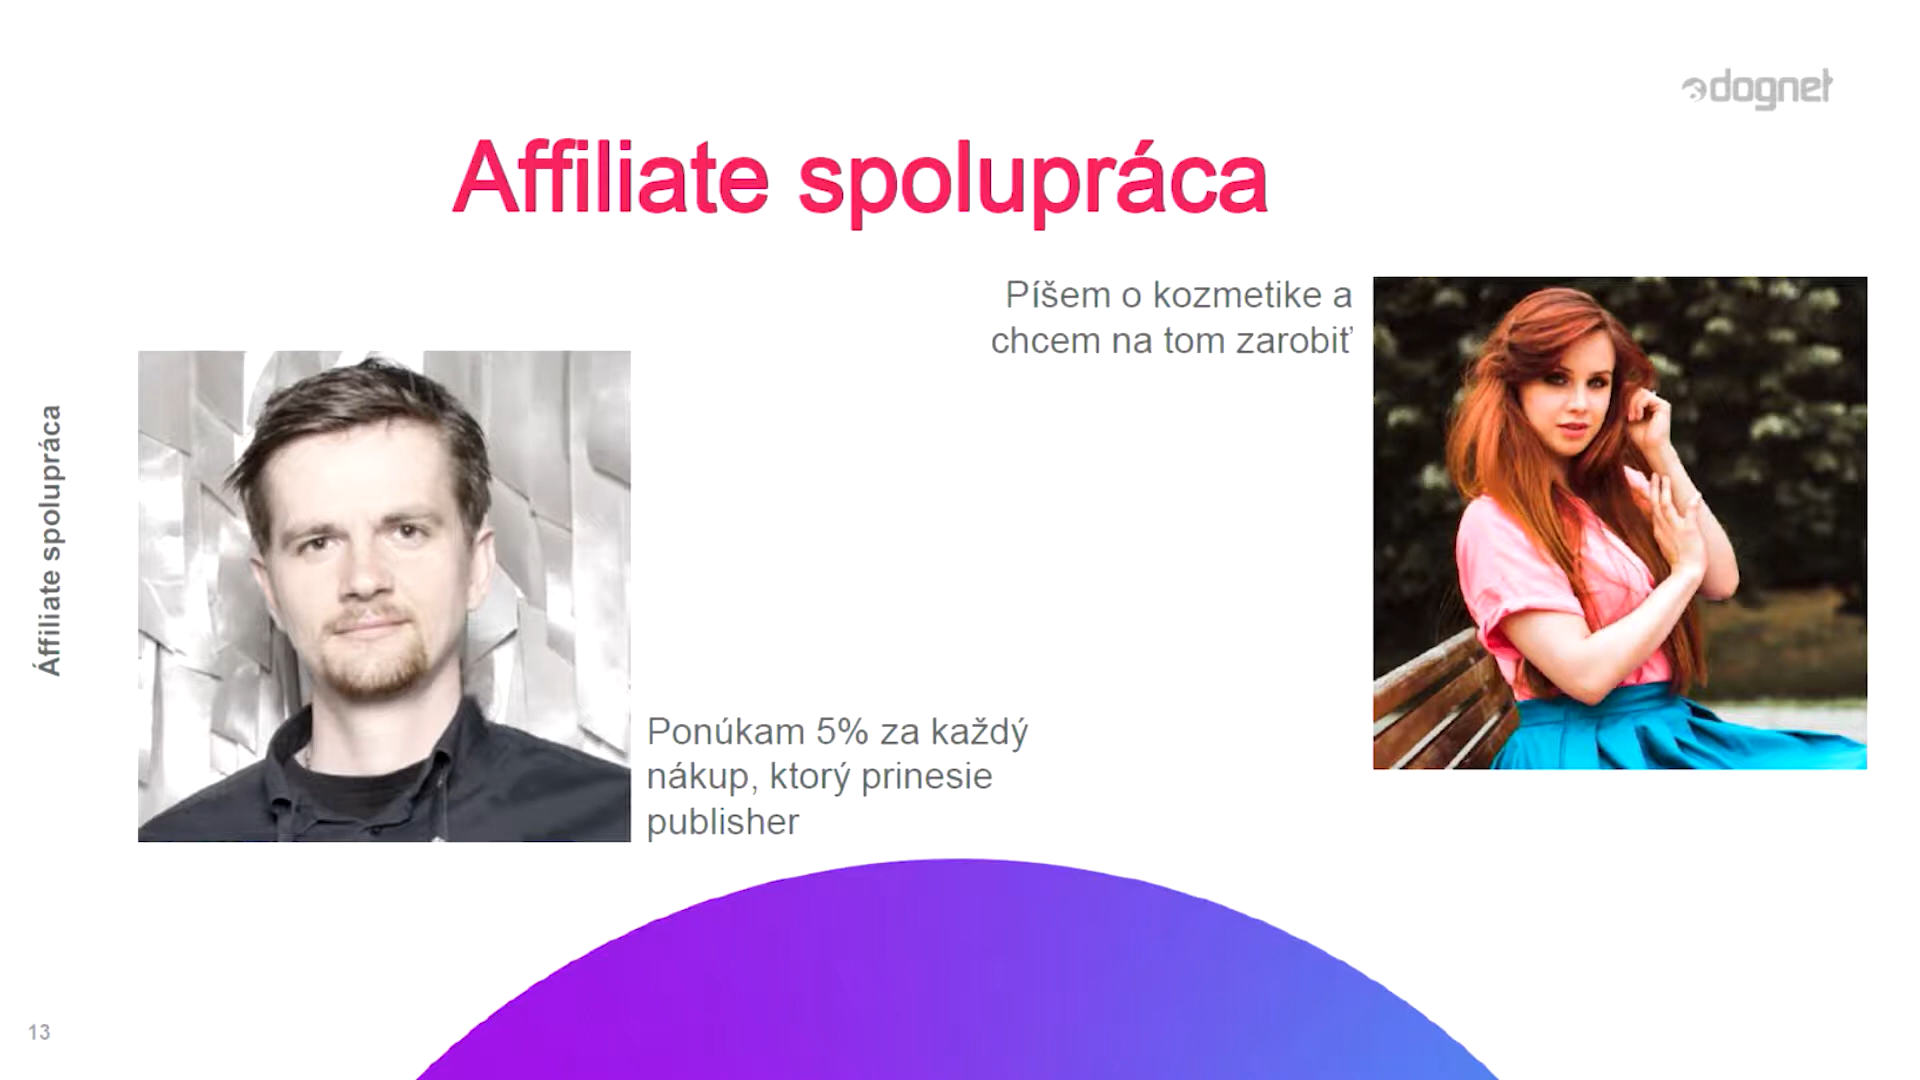 dognet
Affiliate spolupráca
Píšem o kozmetike a
chcem na tom zarobiť
Áffiliate spolupráca
Ponúkam 5% za každý
nákup, ktorý prinesie
publisher
13